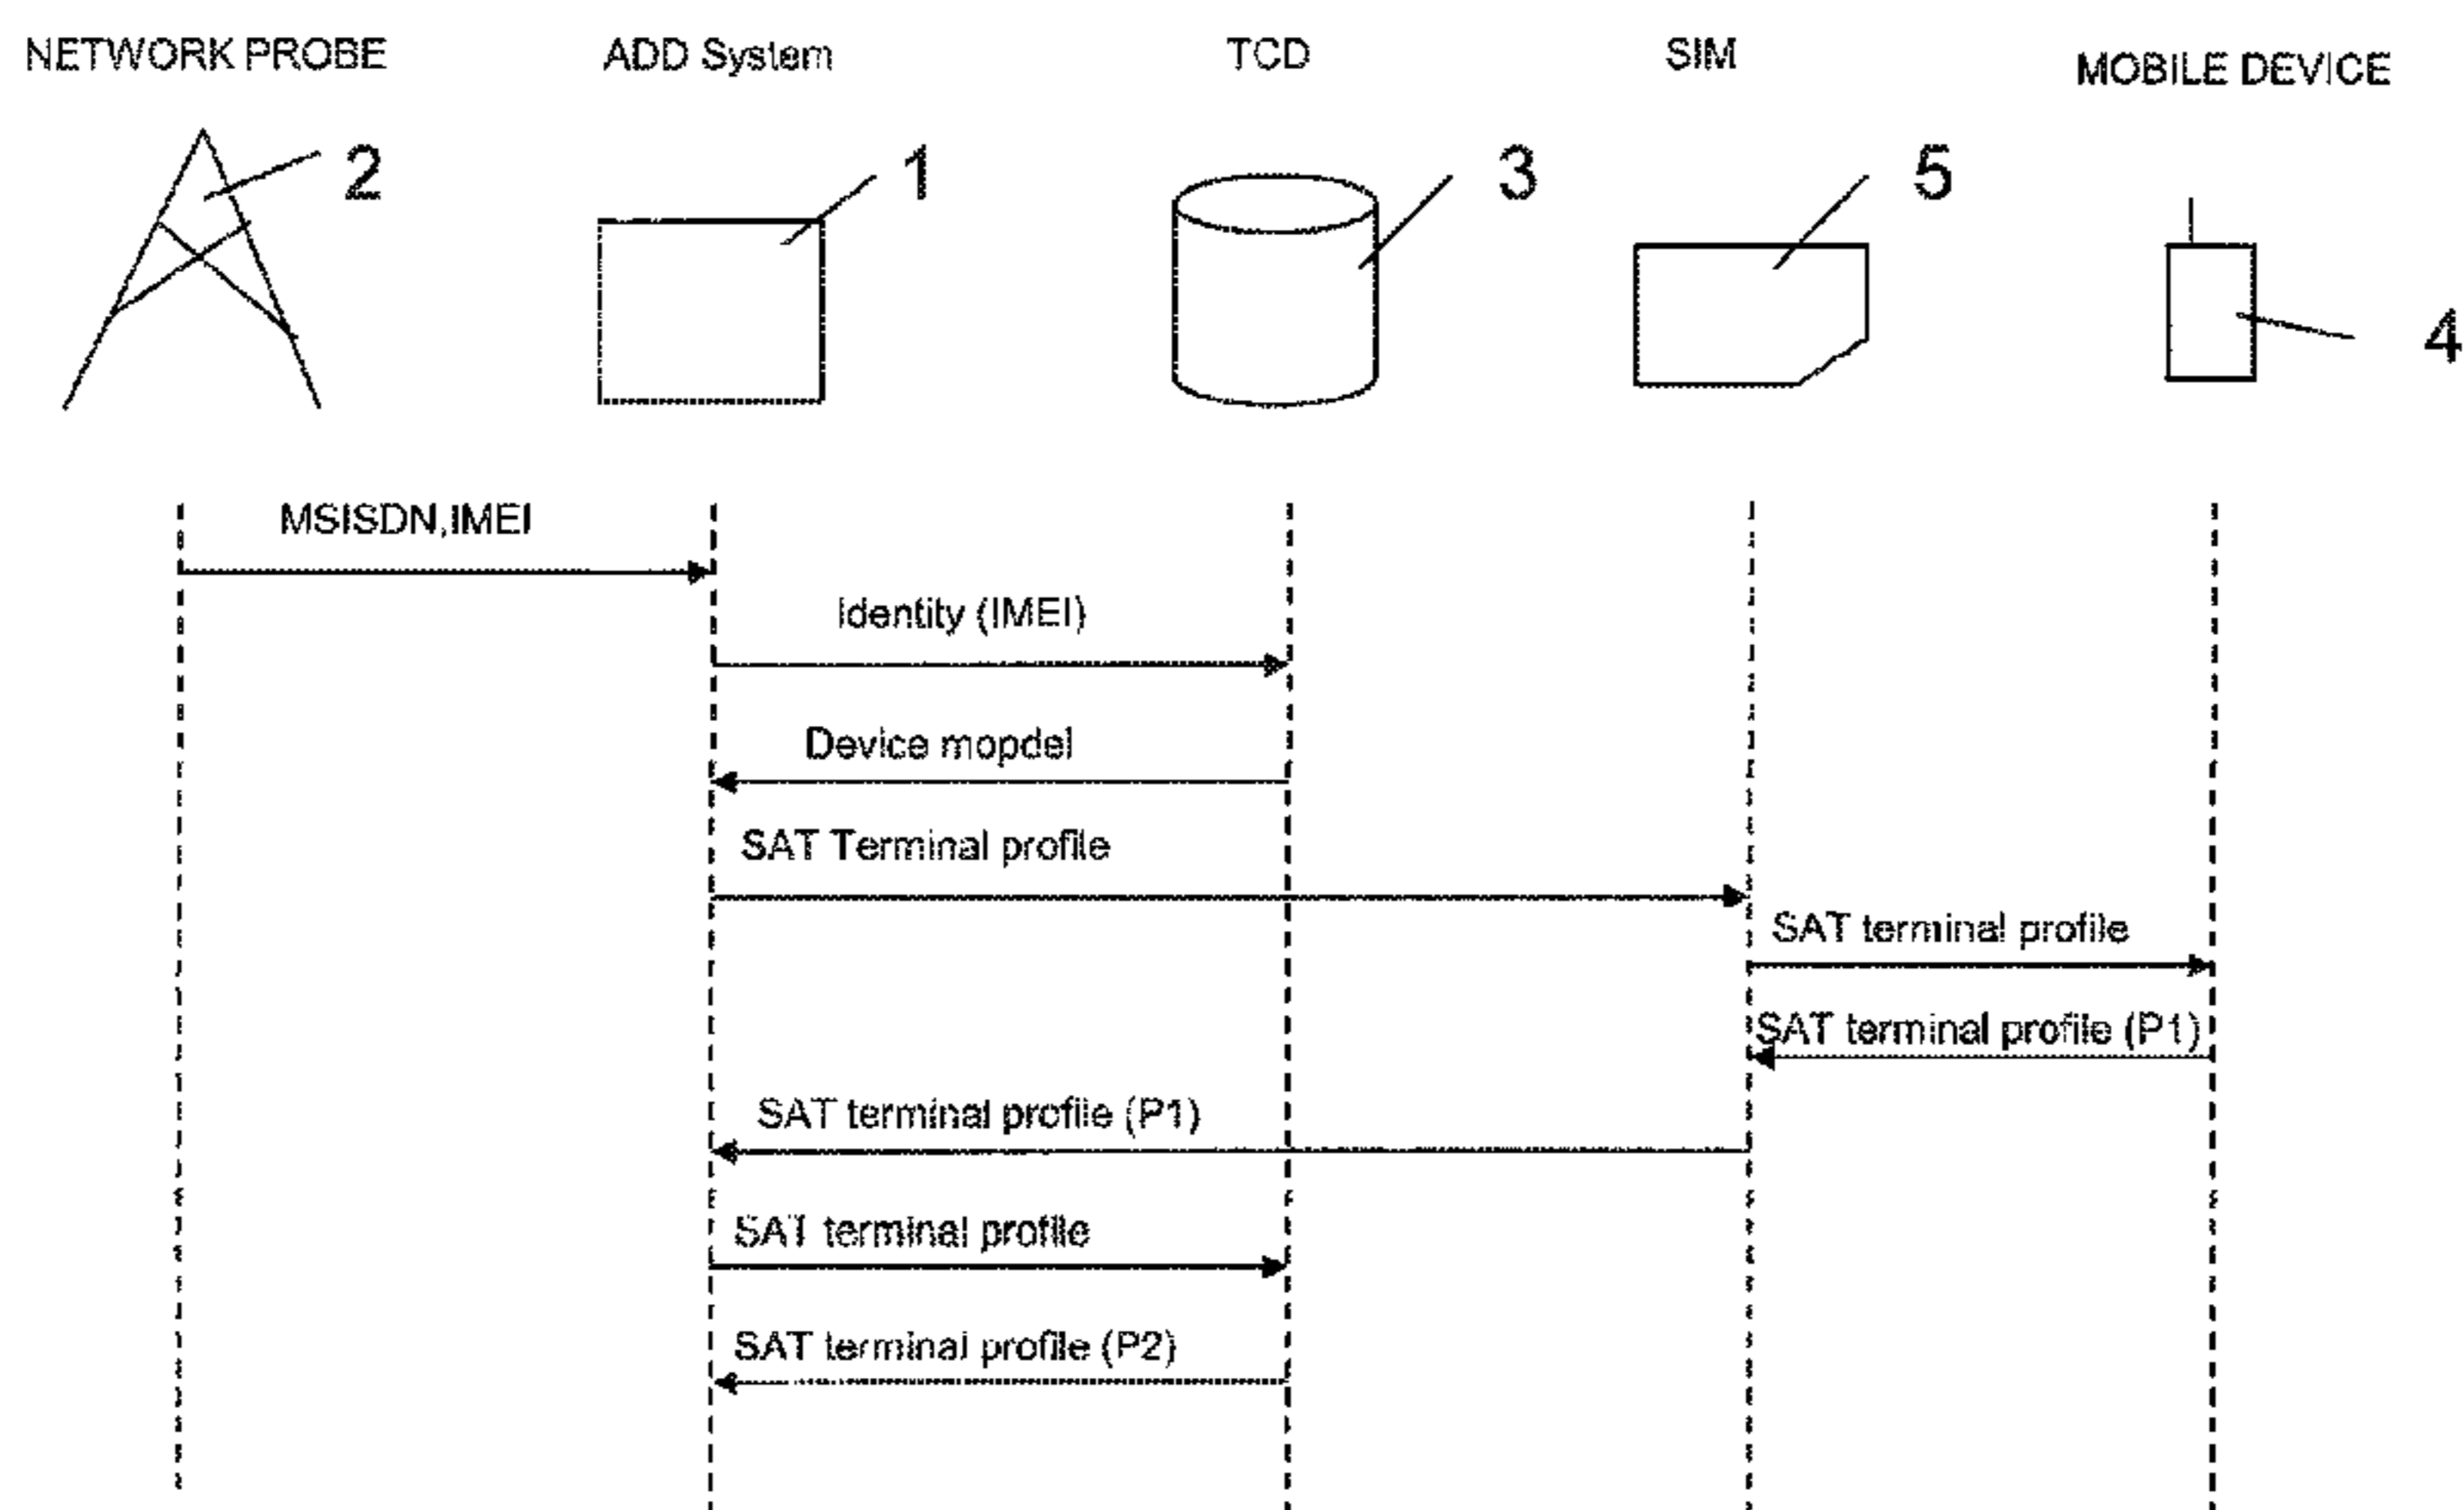 NETWORK PROBE
ADD System
TCD
SIM
MOBILE DEVICE
2
1
3
5
4
MSISDN,IMEI
Identity (IMEI)
Device mopdel
SAT Terminal profile
SAT terminal profile
SAT terminal profile (P1)
SAT terminal profile (P1)
SAT terminal profile
SAT terminal profile (P2)